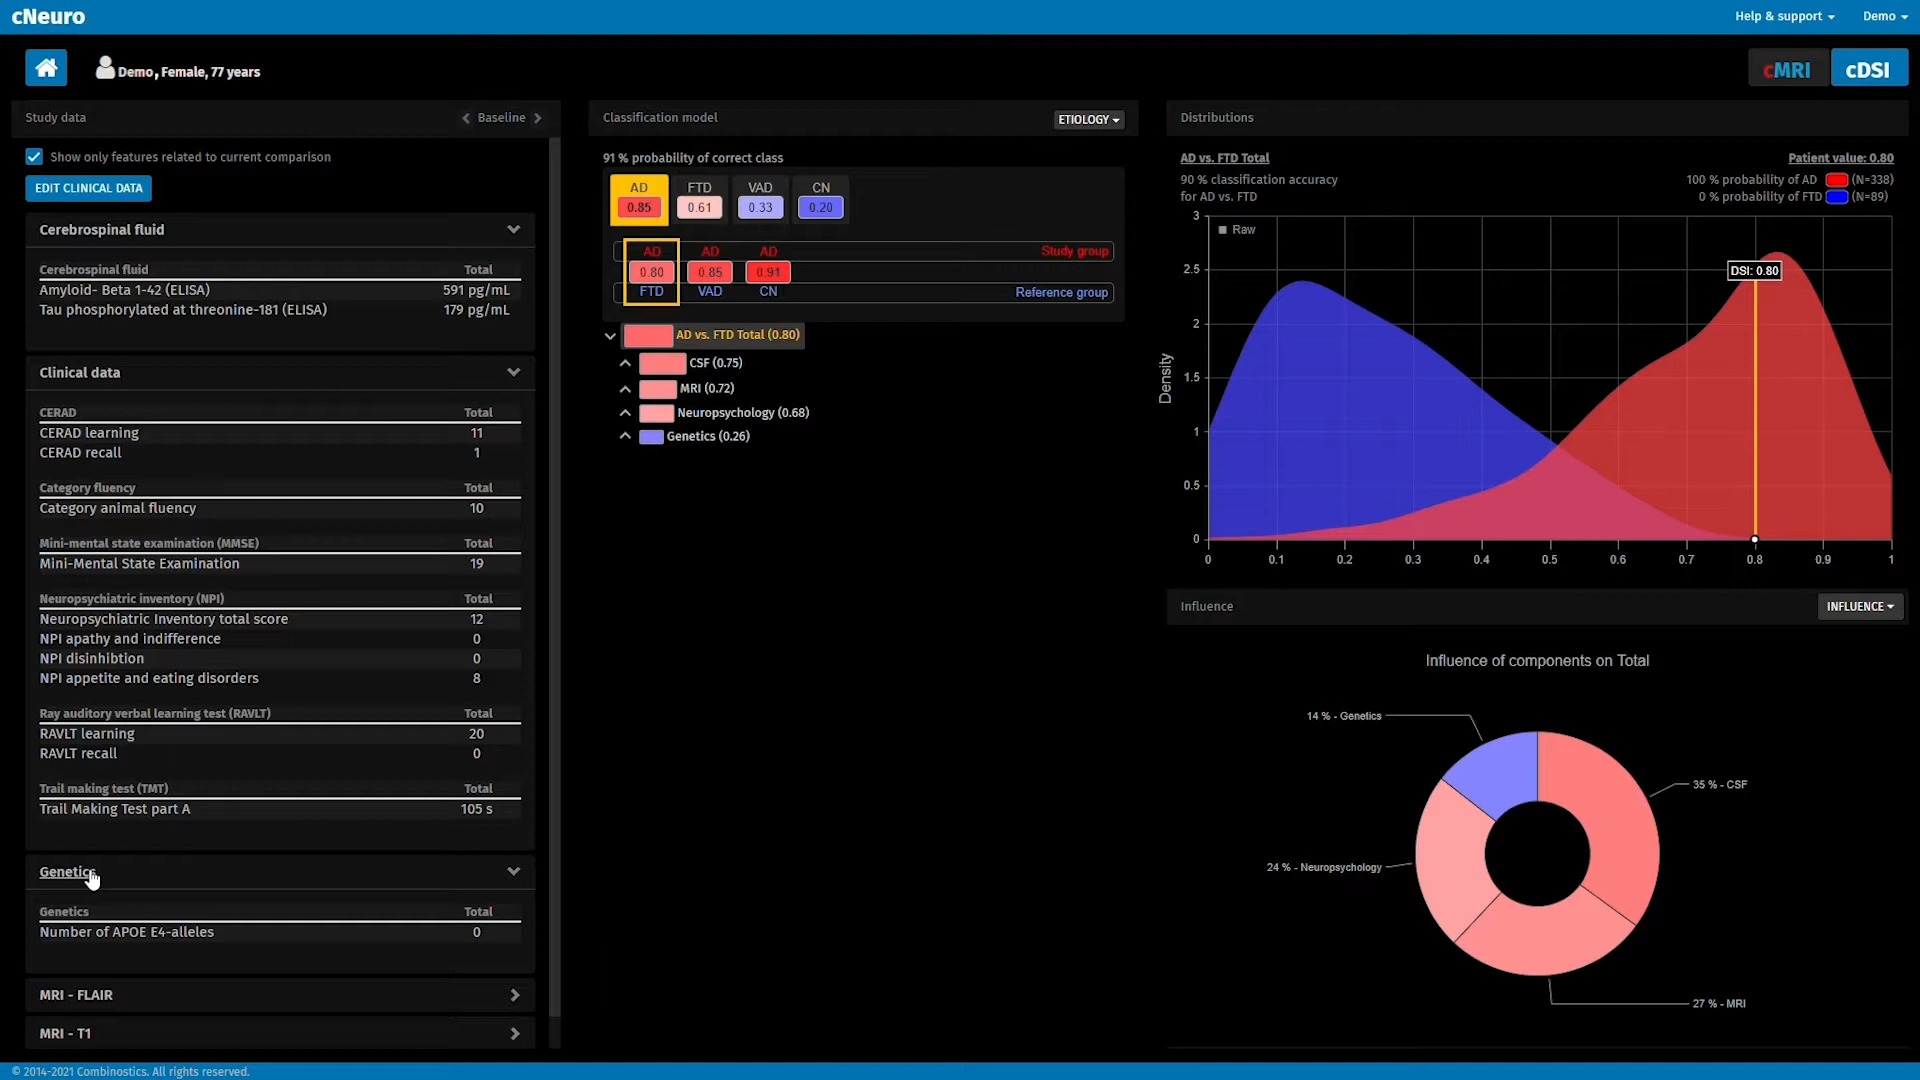 cNeuro
Help & support
Demo
Demo, Female, 77 years
cMRI
cDSI
Study data
Baseline
Show only features related to current comparison
EDIT CLINICAL DATA
Cerebrospinal fluid
Cerebrospinal fluid Total
Amyloid- Beta 1-42 (ELISA) 591 pg/mL
Tau phosphorylated at threonine-181 (ELISA) 179 pg/mL
Clinical data
CERAD Total
CERAD learning 11
CERAD recall 1
Category fluency Total
Category animal fluency 10
Mini-mental state examination (MMSE) Total
Mini-Mental State Examination 19
Neuropsychiatric inventory (NPI) Total
Neuropsychiatric Inventory total score 12
NPI apathy and indifference 0
NPI disinhibtion 0
NPI appetite and eating disorders 8
Ray auditory verbal learning test (RAVLT) Total
RAVLT learning 20
RAVLT recall 0
Trail making test (TMT) Total
Trail Making Test part A 105 s
Genetics
Genetics Total
Number of APOE E4-alleles 0
MRI - FLAIR
MRI - T1
Classification model
ETIOLOGY
91 % probability of correct class
AD FTD VAD CN
0.85 0.61 0.33 0.20
AD AD AD Study group
0.80 0.85 0.91
FTD VAD CN Reference group
AD vs. FTD Total (0.80)
CSF (0.75)
MRI (0.72)
Neuropsychology (0.68)
Genetics (0.26)
Distributions
AD vs. FTD Total Patient value: 0.80
90 % classification accuracy 100 % probability of AD (N=338)
for AD vs. FTD 0 % probability of FTD (N=89)
3
Raw
2.5
DSI: 0.80
2
1.5
Density
1
0.5
0
0 0.1 0.2 0.3 0.4 0.5 0.6 0.7 0.8 0.9 1
Influence
INFLUENCE
Influence of components on Total
14 % - Genetics
35 % - CSF
24 % - Neuropsychology
27 % - MRI
© 2014-2021 Combinostics. All rights reserved.